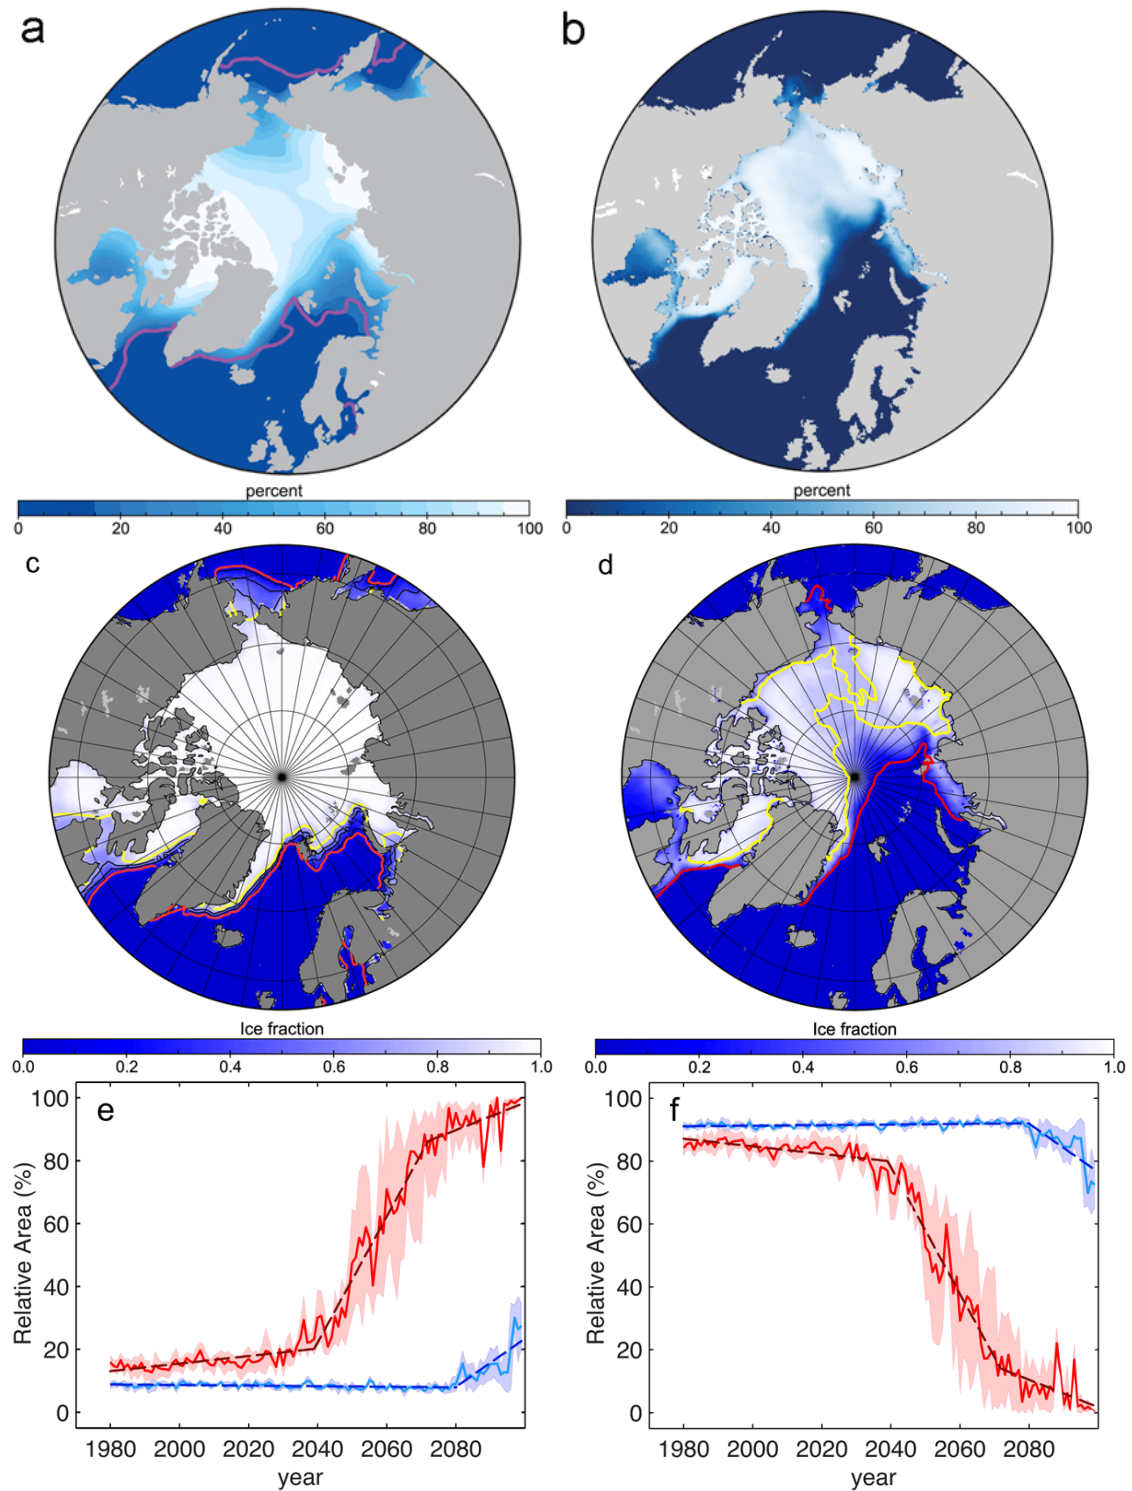 a
b
percent
0 20 40 60 80 100
percent
0 20 40 60 80 100
c
d
Ice fraction
0.0 0.2 0.4 0.6 0.8 1.0
Ice fraction
0.0 0.2 0.4 0.6 0.8 1.0
e
Relative Area (%)
100
80
60
40
20
0
1980 2000 2020 2040 2060 2080
year
f
Relative Area (%)
100
80
60
40
20
0
1980 2000 2020 2040 2060 2080
year